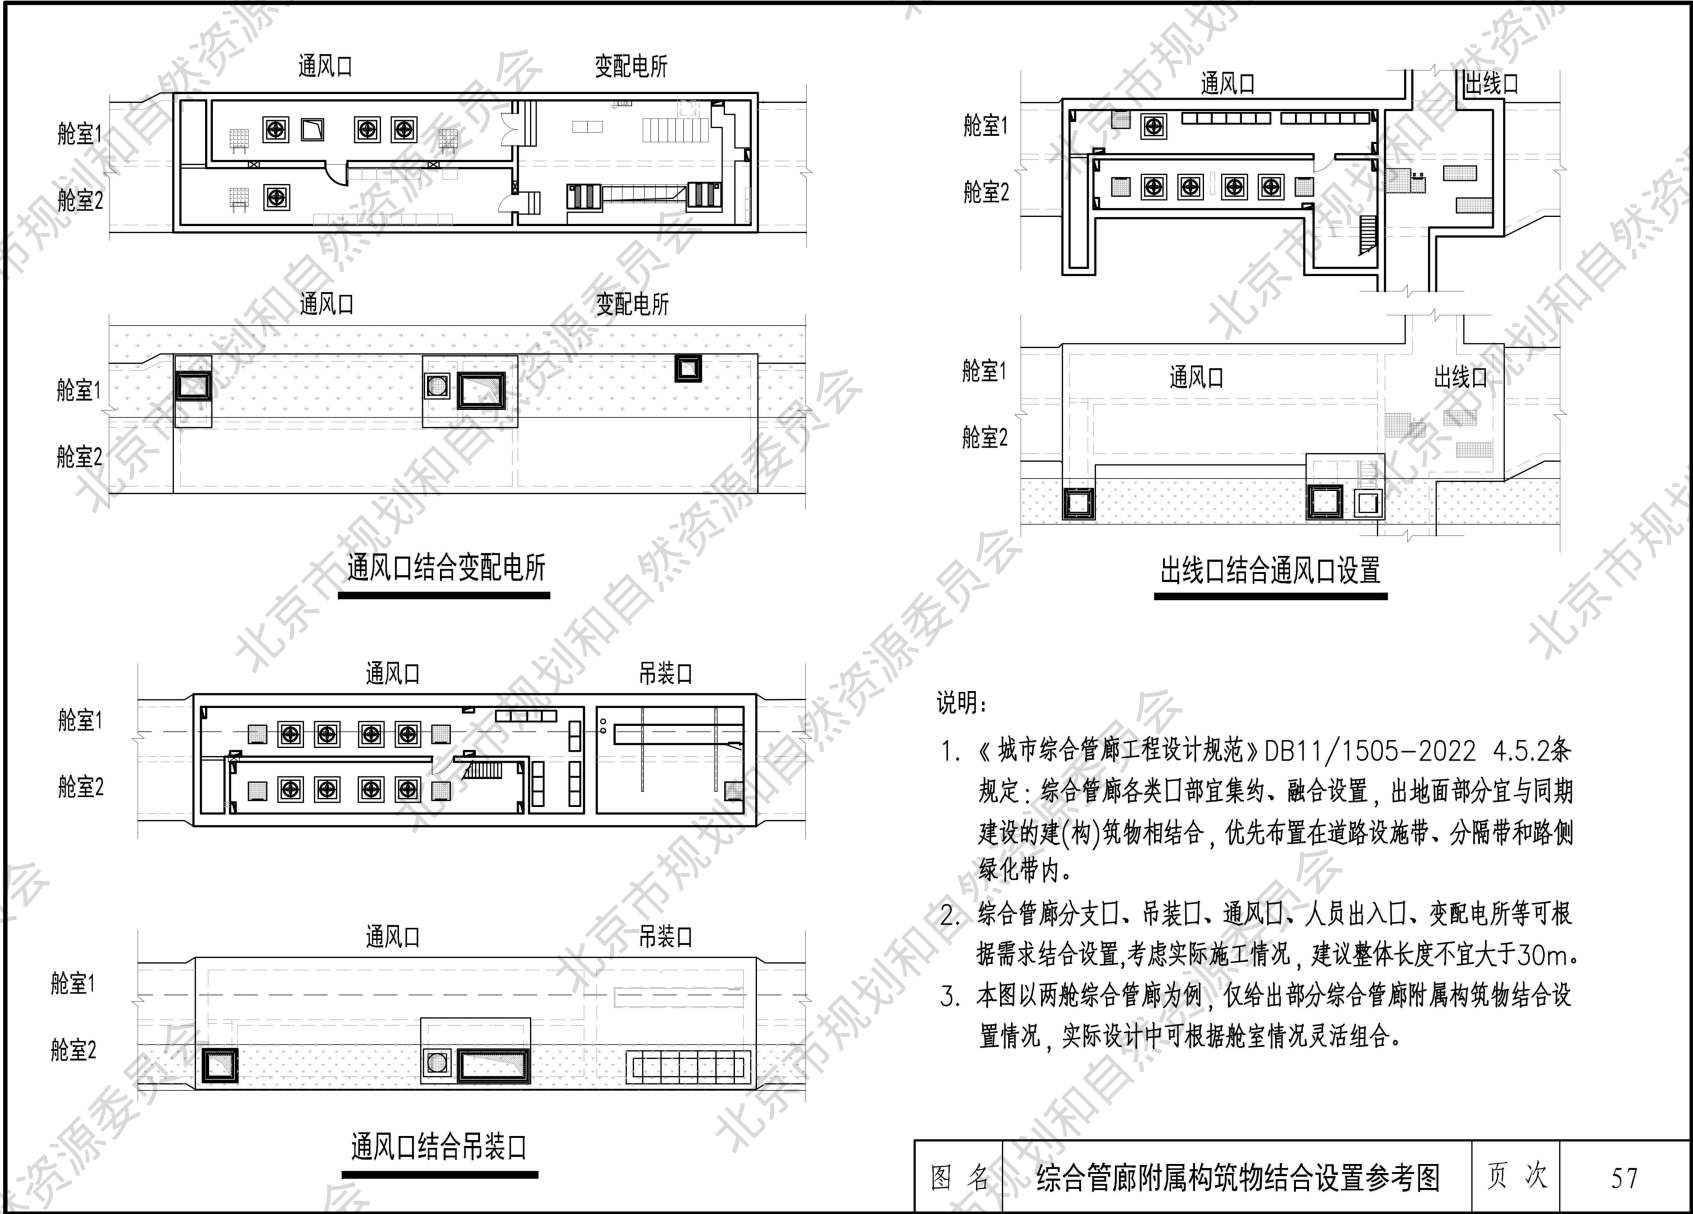 通风口 变配电所
舱室1
舱室2
通风口 变配电所
舱室1
舱室2
通风口结合变配电所
通风口 出线口
舱室1
舱室2
通风口 出线口
舱室1
舱室2
出线口结合通风口设置
通风口 吊装口
舱室1
舱室2
通风口 吊装口
舱室1
舱室2
通风口结合吊装口
说明：
1. 《城市综合管廊工程设计规范》DB11/1505-2022 4.5.2条
规定：综合管廊各类口部宜集约、融合设置，出地面部分宜与同期
建设的建(构)筑物相结合，优先布置在道路设施带、分隔带和路侧
绿化带内。
2. 综合管廊分支口、吊装口、通风口、人员出入口、变配电所等可根
据需求结合设置,考虑实际施工情况，建议整体长度不宜大于30m。
3. 本图以两舱综合管廊为例，仅给出部分综合管廊附属构筑物结合设
置情况，实际设计中可根据舱室情况灵活组合。
图 名 综合管廊附属构筑物结合设置参考图 页 次 57
北京市规划和自然资源委员会